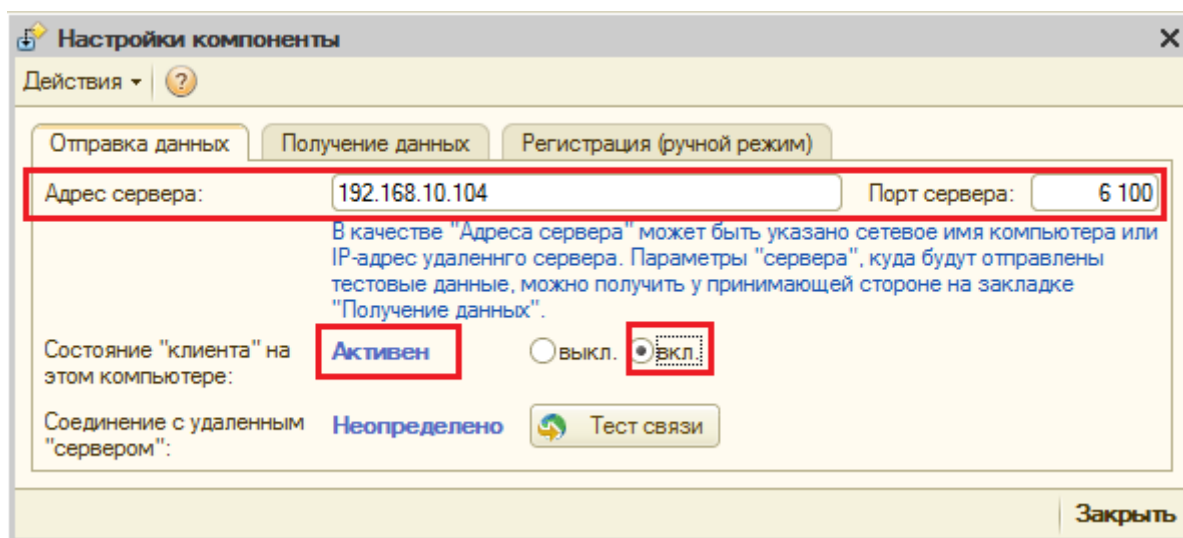 Настройки компоненты
Действия
Отправка данных Получение данных Регистрация (ручной режим)
Адрес сервера: 192.168.10.104 Порт сервера: 6 100
В качестве "Адреса сервера" может быть указано сетевое имя компьютера или
IP-адрес удаленнго сервера. Параметры "сервера", куда будут отправлены
тестовые данные, можно получить у принимающей стороне на закладке
"Получение данных".
Состояние "клиента" на
этом компьютере:
Активен выкл. вкл.
Соединение с удаленным
"сервером":
Неопределено Тест связи
Закрыть